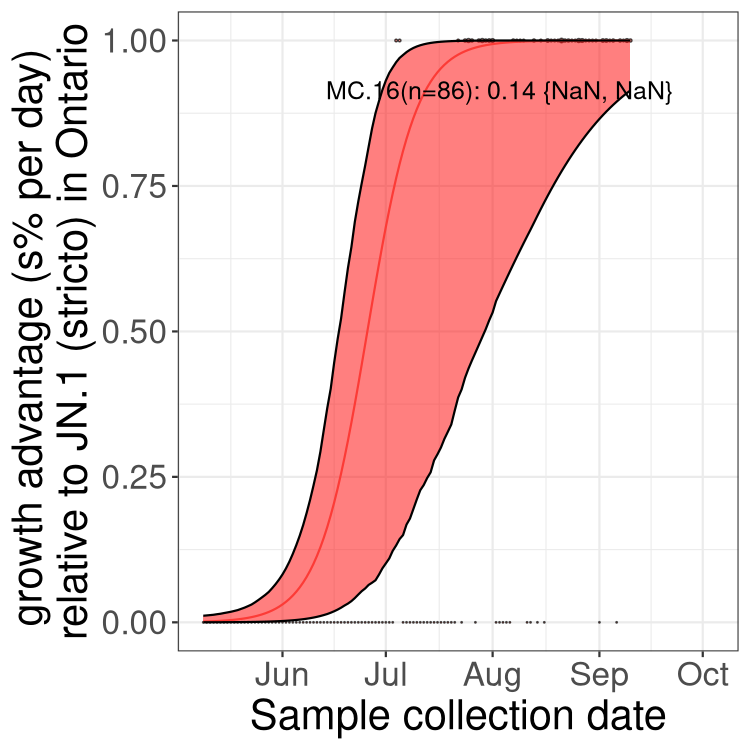 growth advantage (s% per day)
relative to JN.1 (stricto) in Ontario
1.00
0.75
0.50
0.25
0.00
MC.16(n=86): 0.14 {NaN, NaN}
Jun Jul Aug Sep Oct
Sample collection date